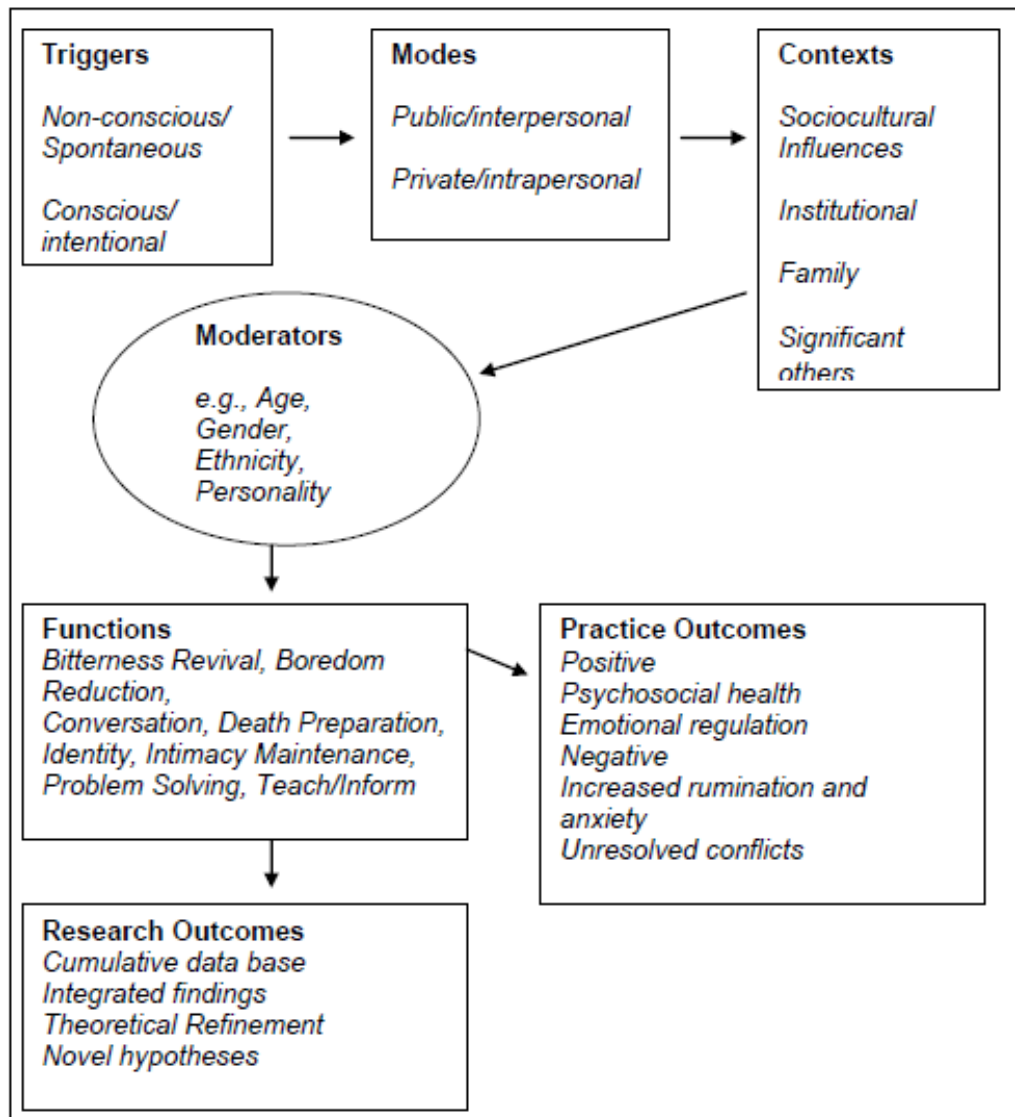 Triggers
Non-conscious/
Spontaneous
Conscious/
intentional
Modes
Public/interpersonal
Private/intrapersonal
Contexts
Sociocultural
Influences
Institutional
Family
Significant
others
Moderators
e.g., Age,
Gender,
Ethnicity,
Personality
Functions
Bitterness Revival, Boredom
Reduction,
Conversation, Death Preparation,
Identity, Intimacy Maintenance,
Problem Solving, Teach/Inform
Practice Outcomes
Positive
Psychosocial health
Emotional regulation
Negative
Increased rumination and
anxiety
Unresolved conflicts
Research Outcomes
Cumulative data base
Integrated findings
Theoretical Refinement
Novel hypotheses